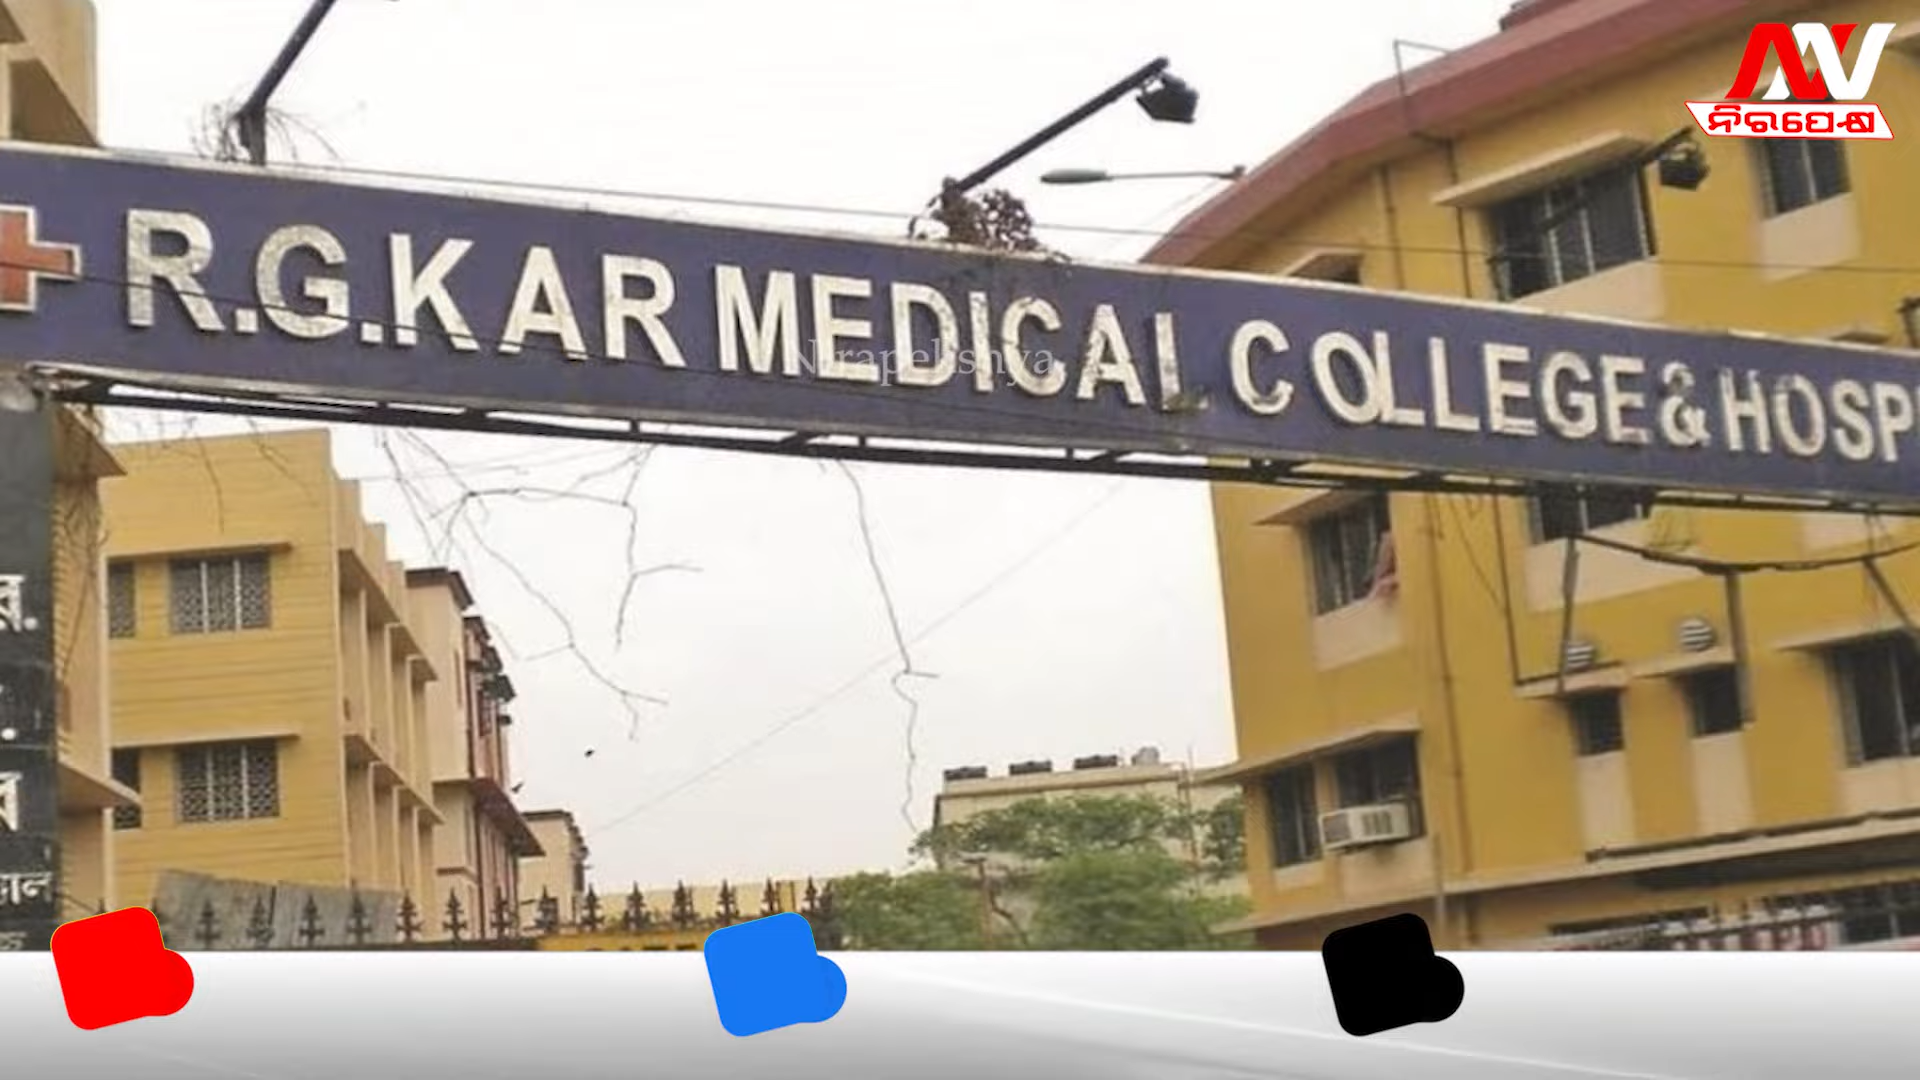 ନିରପେକ୍ଷ
R.G.KAR MEDICAL COLLEGE & HOSP
Nirapekshya